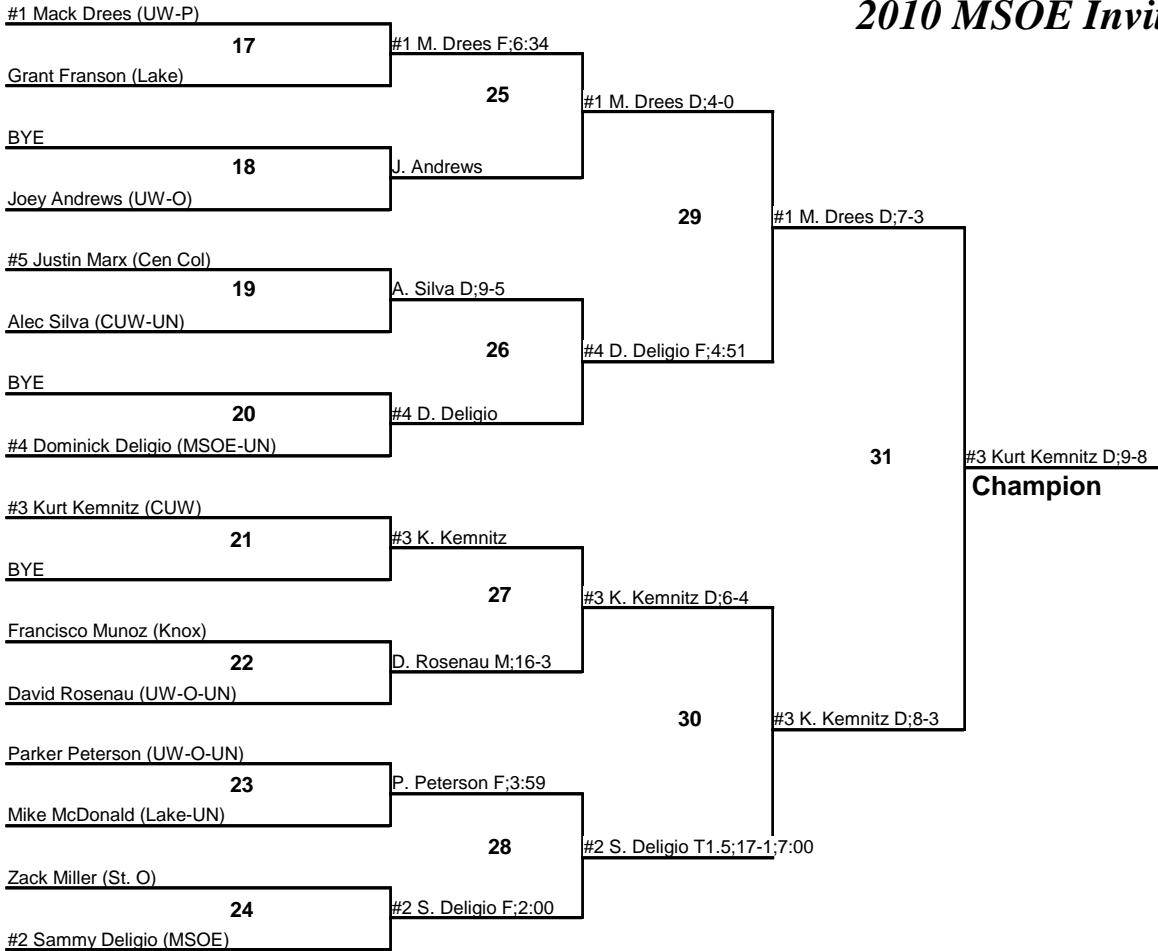 2010 MSOE Invit
#1 Mack Drees (UW-P)
17
Grant Franson (Lake)
#1 M. Drees F;6:34
25
BYE
18
Joey Andrews (UW-O)
J. Andrews
#1 M. Drees D;4-0
29
#5 Justin Marx (Cen Col)
19
Alec Silva (CUW-UN)
A. Silva D;9-5
26
BYE
20
#4 Dominick Deligio (MSOE-UN)
#4 D. Deligio
#4 D. Deligio F;4:51
#1 M. Drees D;7-3
31
#3 Kurt Kemnitz (CUW)
21
BYE
#3 K. Kemnitz
27
Francisco Munoz (Knox)
22
David Rosenau (UW-O-UN)
D. Rosenau M;16-3
#3 K. Kemnitz D;6-4
30
Parker Peterson (UW-O-UN)
23
Mike McDonald (Lake-UN)
P. Peterson F;3:59
28
Zack Miller (St. O)
24
#2 Sammy Deligio (MSOE)
#2 S. Deligio F;2:00
#2 S. Deligio T1.5;17-1;7:00
#3 K. Kemnitz D;8-3
#3 Kurt Kemnitz D;9-8
Champion